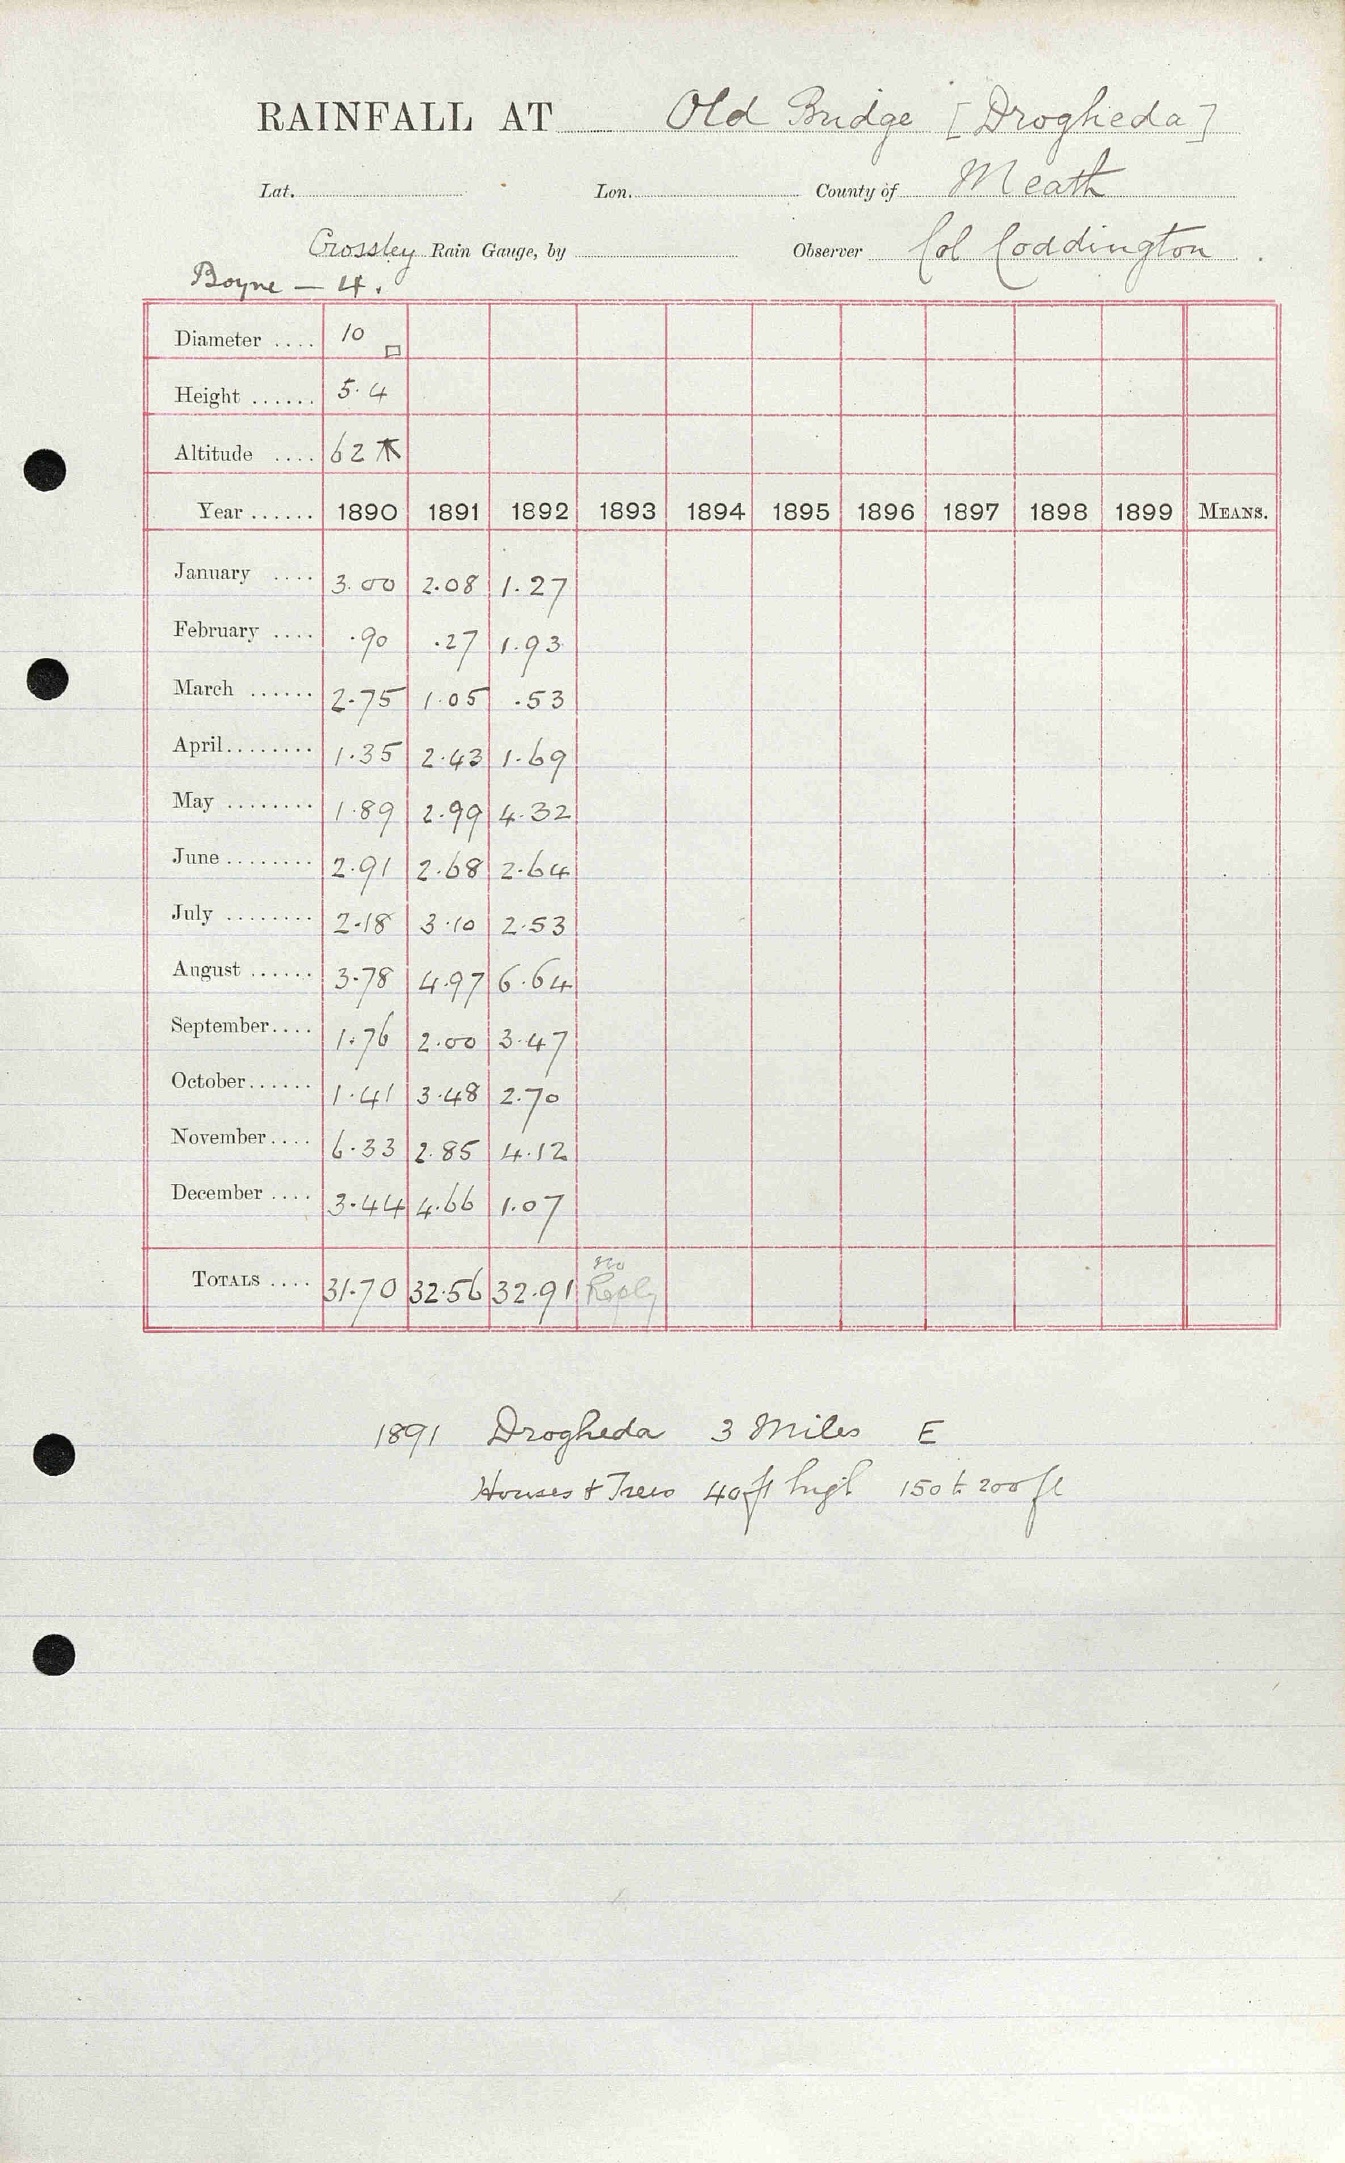 RAINFALL AT Old Bridge [Drogheda]
Lat. Lon. County of Meath
Crossley Rain Gauge, by Observer Col Coddington
Boyne — 4.
Diameter .... 10 □
Height ...... 5.4
Altitude .... 62
Year ...... 1890 1891 1892 1893 1894 1895 1896 1897 1898 1899 MEANS.
January .... 3.00 2.08 1.27
February .... .90 .27 1.93
March ...... 2.75 1.05 .53
April........ 1.35 2.43 1.69
May ........ 1.89 2.99 4.32
June ........ 2.91 2.68 2.64
July ........ 2.18 3.10 2.53
August ...... 3.78 4.97 6.64
September.... 1.76 2.00 3.47
October...... 1.41 3.48 2.70
November.... 6.33 2.85 4.12
December .... 3.44 4.66 1.07
TOTALS .... 31.70 32.56 32.91 No Reply
1891 Drogheda 3 Miles E
Houses & Trees 40ft high 150 to 200 ft